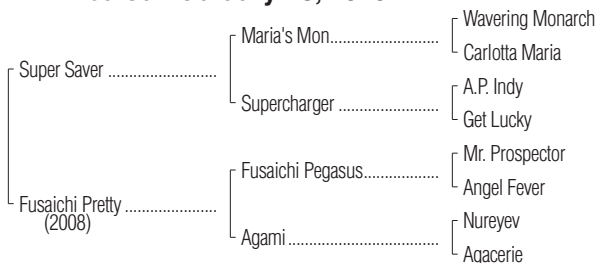 Wavering Monarch
Maria's Mon
Carlotta Maria
Super Saver
A.P. Indy
Supercharger
Get Lucky
Mr. Prospector
Fusaichi Pegasus
Angel Fever
Fusaichi Pretty
(2008)
Nureyev
Agami
Agacerie